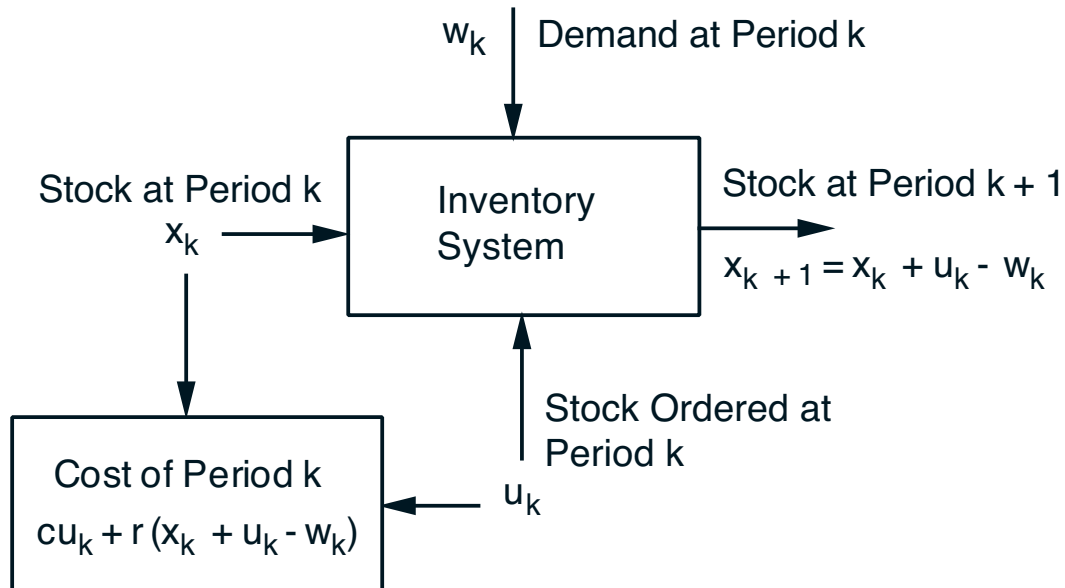 w_k Demand at Period k
Stock at Period k
x_k
Inventory
System
Stock at Period k + 1
x_{k + 1} = x_k + u_k - w_k
Stock Ordered at
Period k
u_k
Cost of Period k
cu_k + r (x_k + u_k - w_k)